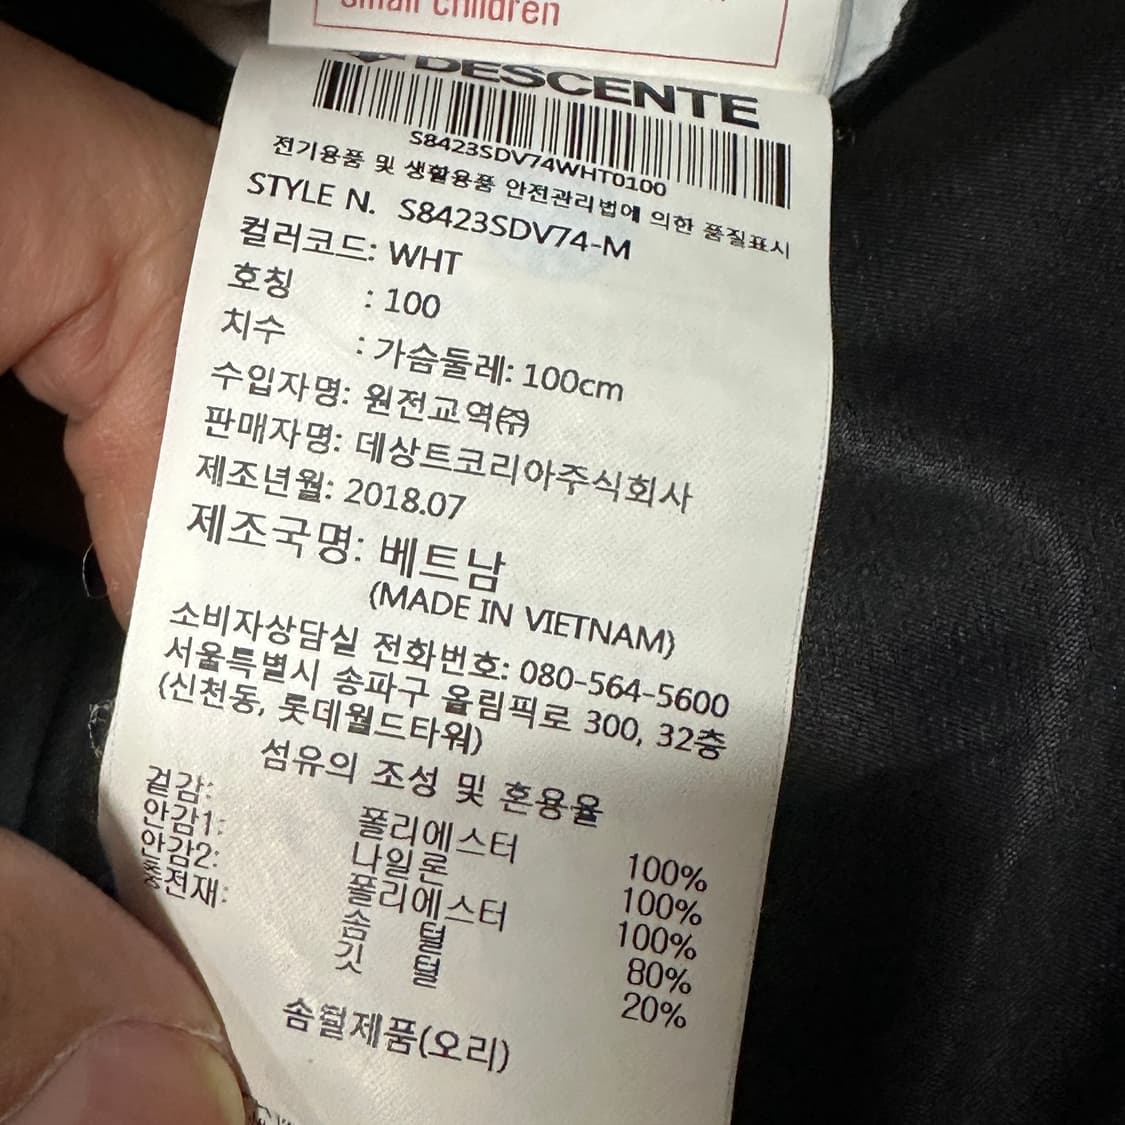 small children
DESCENTE
S8423SDV74WHT0100
전기용품 및 생활용품 안전관리법에 의한 품질표시
STYLE N. S8423SDV74-M
컬러코드: WHT
호칭 : 100
치수 : 가슴둘레: 100cm
수입자명: 원전교역㈜
판매자명: 데상트코리아주식회사
제조년월: 2018.07
제조국명: 베트남
(MADE IN VIETNAM)
소비자상담실 전화번호: 080-564-5600
서울특별시 송파구 올림픽로 300, 32층
(신천동, 롯데월드타워)
섬유의 조성 및 혼용율
겉감: 폴리에스터 100%
안감1: 나일론 100%
안감2: 폴리에스터 100%
충전재: 솜 털 80%
깃 털 20%
솜털제품(오리)